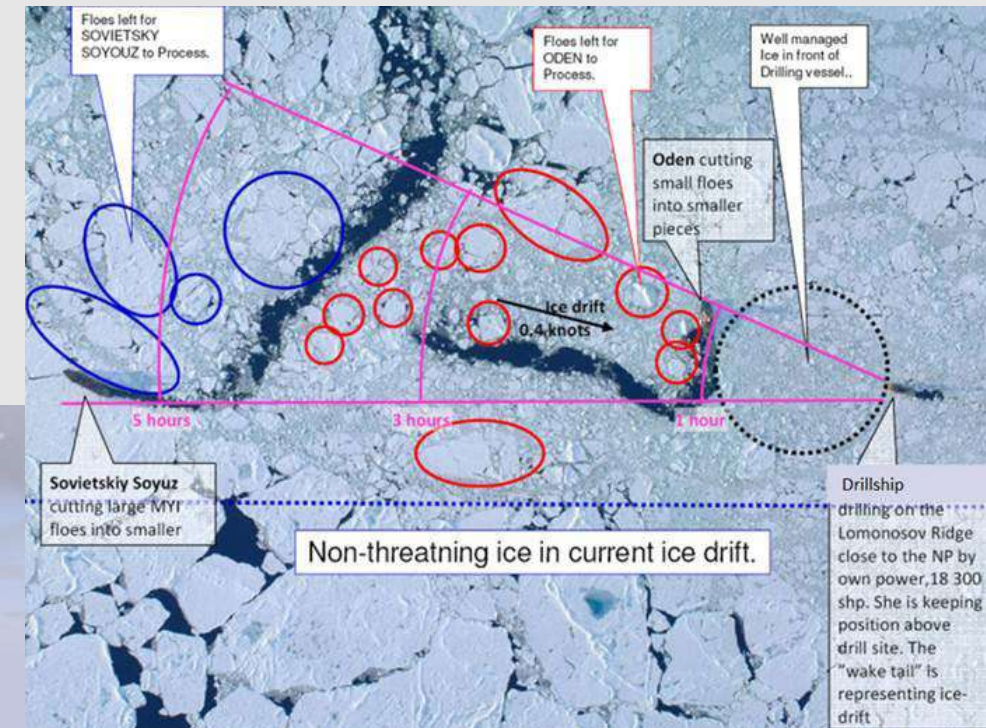 Floes left for
SOVIETSKY
SOYOUZ to Process.
Floes left for
ODEN to
Process.
Well managed
Ice in front of
Drilling vessel..
Oden cutting
small floes
into smaller
pieces
Ice drift
0.4 knots
5 hours
3 hours
1 hour
Sovietskiy Soyuz
cutting large MYI
floes into smaller
Non-threatning ice in current ice drift.
Drillship
drilling on the
Lomonosov Ridge
close to the NP by
own power,18 300
shp. She is keeping
position above
drill site. The
"wake tail" is
representing ice-
drift